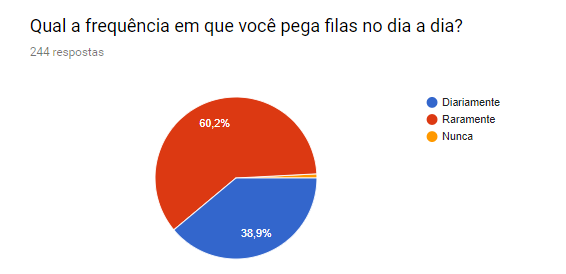 Qual a frequência em que você pega filas no dia a dia?
244 respostas
Diariamente
Raramente
Nunca
60,2%
38,9%